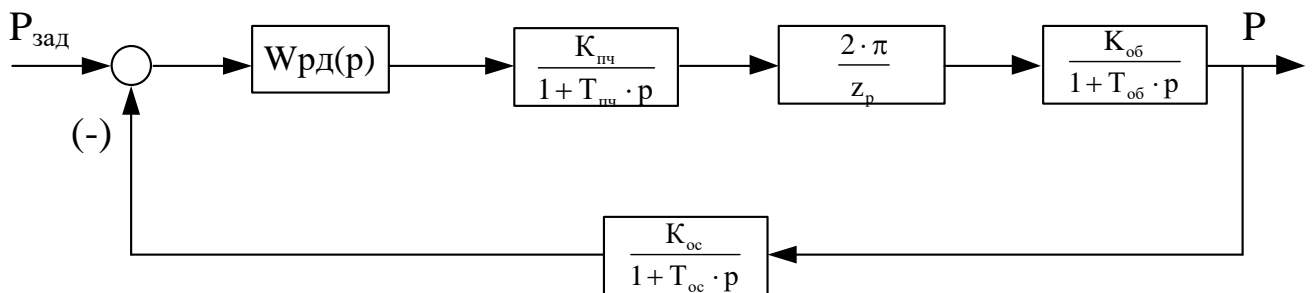 Pзад
Wрд(p)
Kпч
1 + Tпч · p
2 · π
zp
Kоб
1 + Tоб · p
P
(-)
Kос
1 + Tос · p